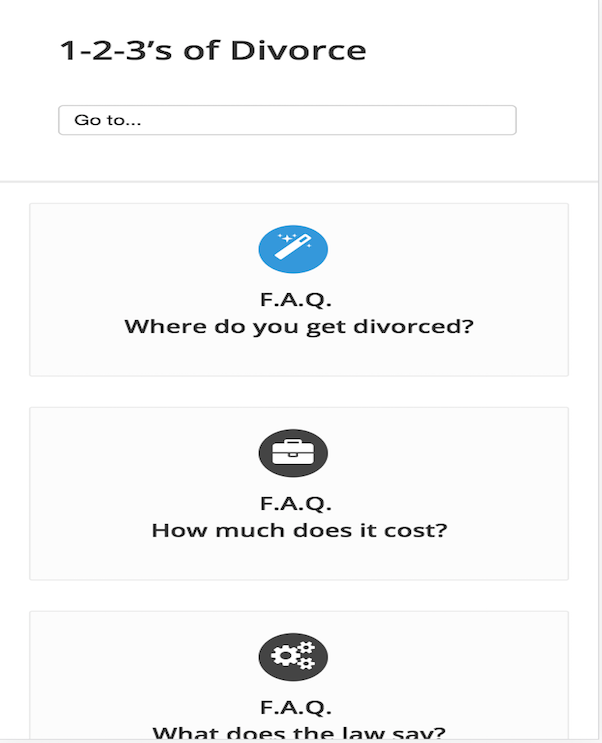 1-2-3’s of Divorce
Go to...
F.A.Q.
Where do you get divorced?
F.A.Q.
How much does it cost?
F.A.Q.
What does the law say?